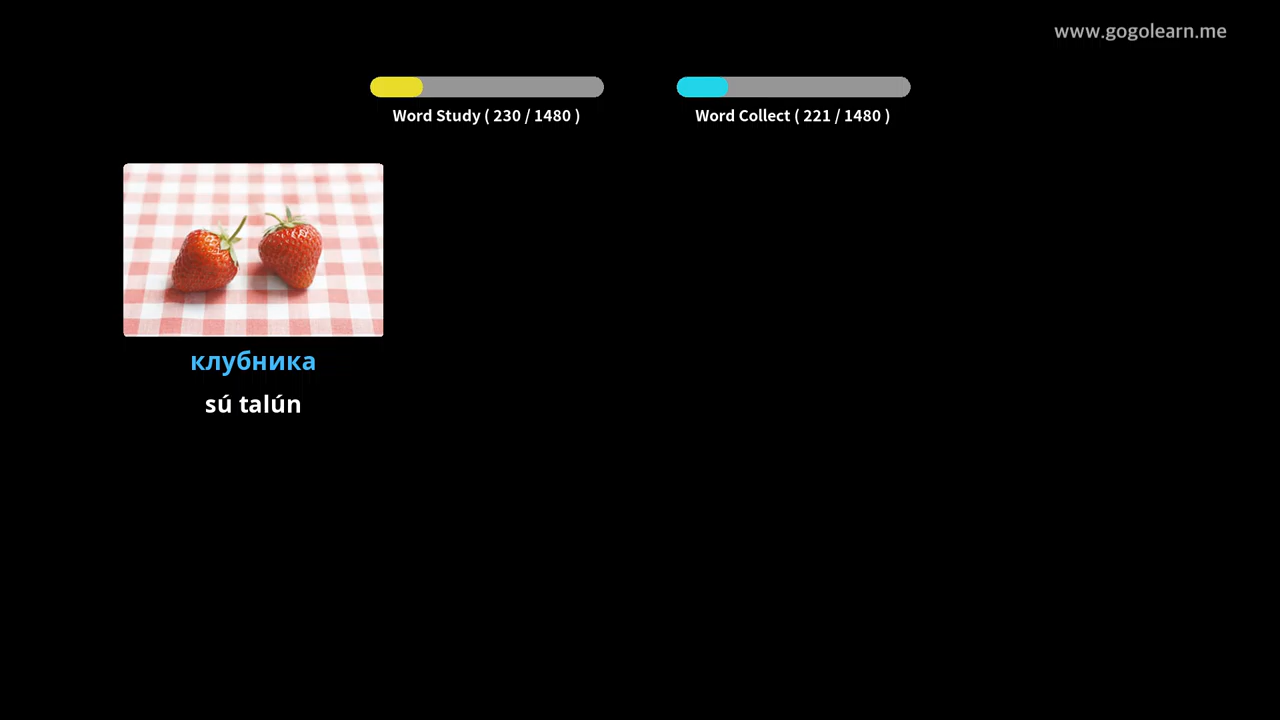 www.gogolearn.me
Word Study ( 230 / 1480 )
Word Collect ( 221 / 1480 )
клубника
sú talún